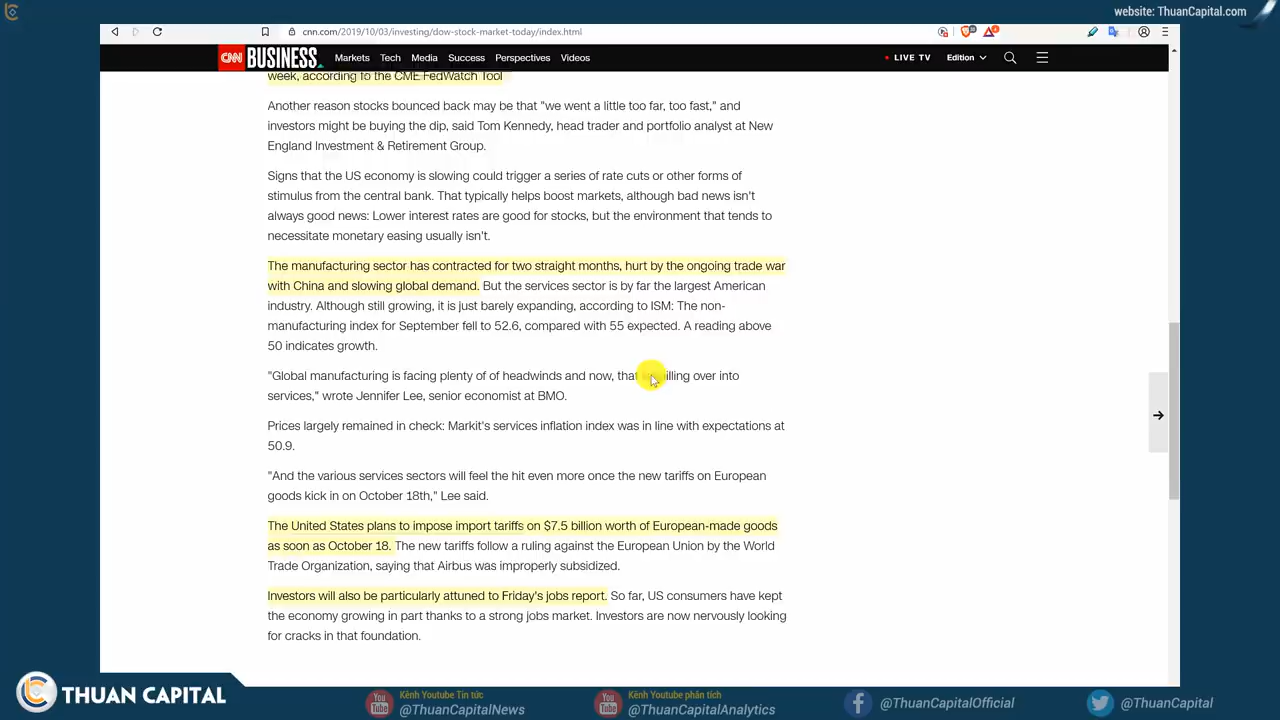 website: ThuanCapital.com
cnn.com/2019/10/03/investing/dow-stock-market-today/index.html
CNN BUSINESS Markets Tech Media Success Perspectives Videos LIVE TV Edition
week, according to the CME FedWatch Tool
Another reason stocks bounced back may be that "we went a little too far, too fast," and
investors might be buying the dip, said Tom Kennedy, head trader and portfolio analyst at New
England Investment & Retirement Group.
Signs that the US economy is slowing could trigger a series of rate cuts or other forms of
stimulus from the central bank. That typically helps boost markets, although bad news isn't
always good news: Lower interest rates are good for stocks, but the environment that tends to
necessitate monetary easing usually isn't.
The manufacturing sector has contracted for two straight months, hurt by the ongoing trade war
with China and slowing global demand. But the services sector is by far the largest American
industry. Although still growing, it is just barely expanding, according to ISM: The non-
manufacturing index for September fell to 52.6, compared with 55 expected. A reading above
50 indicates growth.
"Global manufacturing is facing plenty of of headwinds and now, that over into
services," wrote Jennifer Lee, senior economist at BMO.
Prices largely remained in check: Markit's services inflation index was in line with expectations at
50.9.
"And the various services sectors will feel the hit even more once the new tariffs on European
goods kick in on October 18th," Lee said.
The United States plans to impose import tariffs on $7.5 billion worth of European-made goods
as soon as October 18. The new tariffs follow a ruling against the European Union by the World
Trade Organization, saying that Airbus was improperly subsidized.
Investors will also be particularly attuned to Friday's jobs report. So far, US consumers have kept
the economy growing in part thanks to a strong jobs market. Investors are now nervously looking
for cracks in that foundation.
THUAN CAPITAL
Kênh Youtube Tin tức
@ThuanCapitalNews
Kênh Youtube phân tích
@ThuanCapitalAnalytics
@ThuanCapitalOfficial
@ThuanCapital